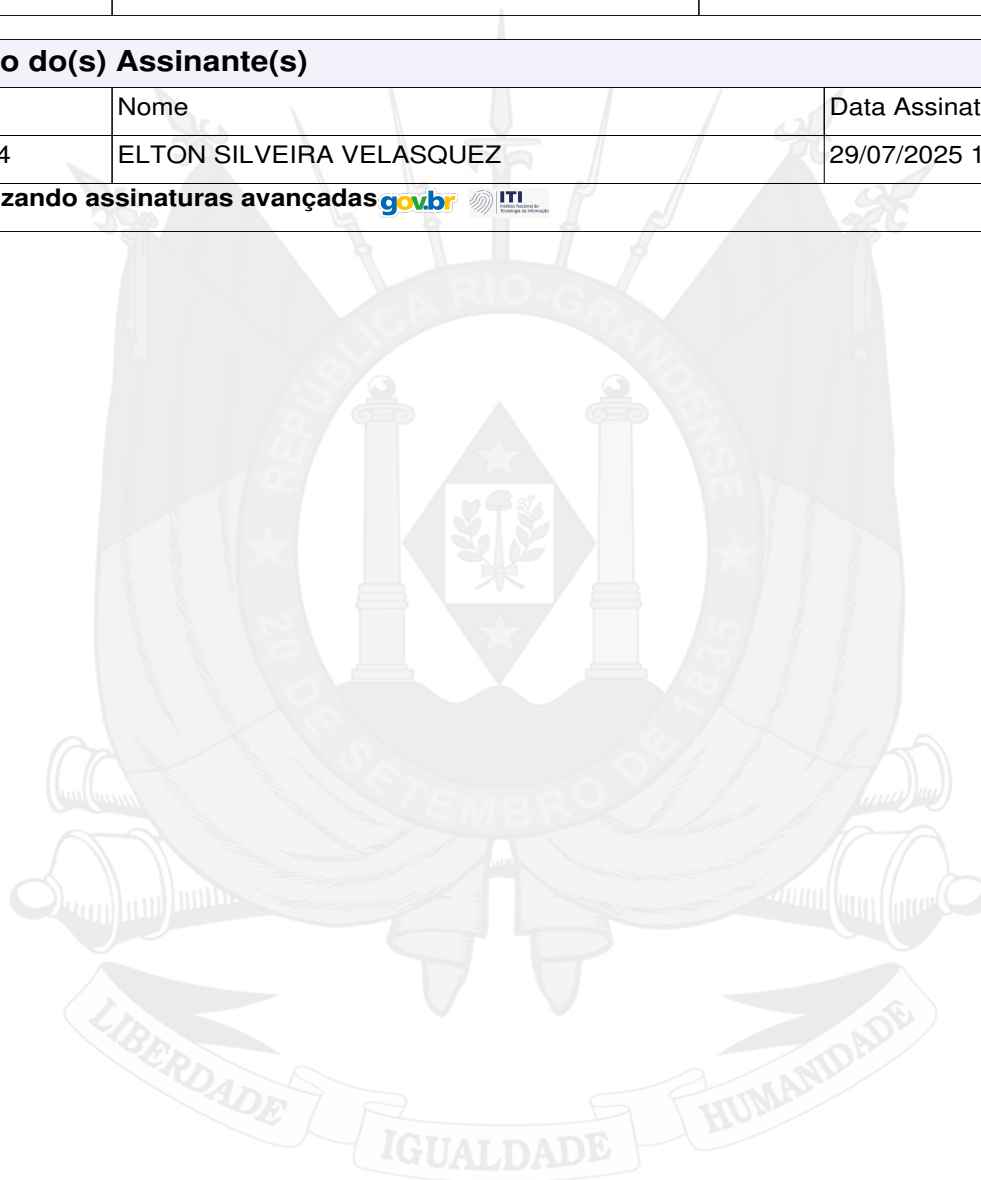 o do(s) Assinante(s)
Nome Data Assinat
4 ELTON SILVEIRA VELASQUEZ 29/07/2025 1
zando assinaturas avançadas gov.br ITI
REPÚBLICA RIO-GRANDENSE
20 DE SETEMBRO DE 1835
LIBERDADE IGUALDADE HUMANIDADE